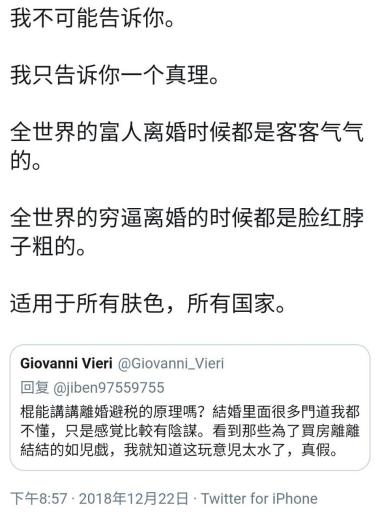 我不可能告诉你。
我只告诉你一个真理。
全世界的富人离婚时候都是客客气气
的。
全世界的穷逼离婚的时候都是脸红脖
子粗的。
适用于所有肤色，所有国家。
Giovanni Vieri @Giovanni_Vieri
回复 @jiben97559755
棍能講講離婚避税的原理嗎？結婚里面很多門道我都
不懂，只是感覺比較有陰謀。看到那些為了買房離離
結結的如兒戲，我就知道这玩意児太水了，真假。
下午8:57 · 2018年12月22日 · Twitter for iPhone